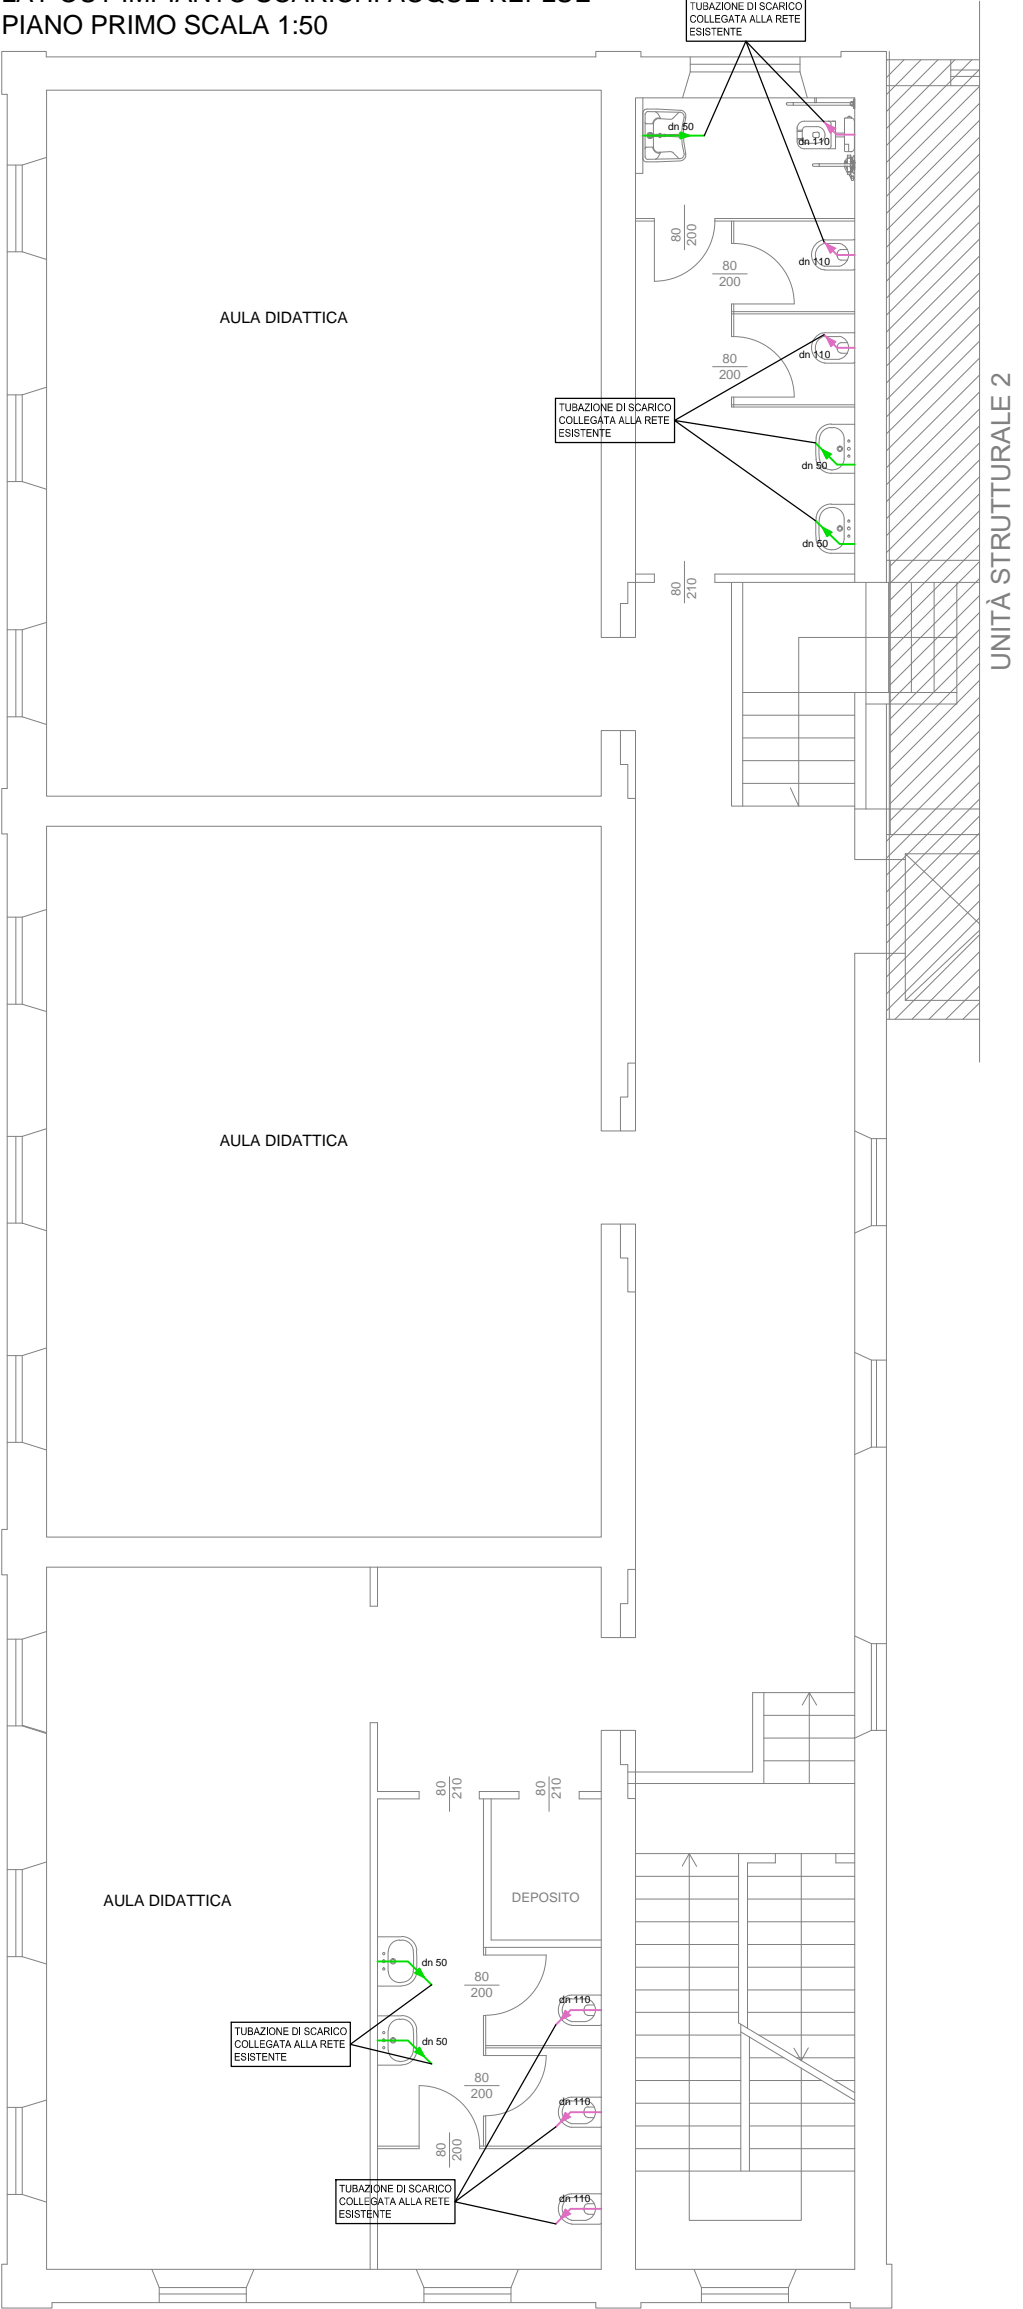 PIANO PRIMO SCALA 1:50
TUBAZIONE DI SCARICO
COLLEGATA ALLA RETE
ESISTENTE
dn 50
dn 110
80
200
dn 110
80
200
AULA DIDATTICA
dn 110
80
200
TUBAZIONE DI SCARICO
COLLEGATA ALLA RETE
ESISTENTE
dn 50
dn 50
80
210
UNITÀ STRUTTURALE 2
AULA DIDATTICA
80
210
80
210
AULA DIDATTICA
DEPOSITO
dn 50
80
200
dn 110
TUBAZIONE DI SCARICO
COLLEGATA ALLA RETE
ESISTENTE
dn 50
80
200
dn 110
80
200
TUBAZIONE DI SCARICO
COLLEGATA ALLA RETE
ESISTENTE
dn 110